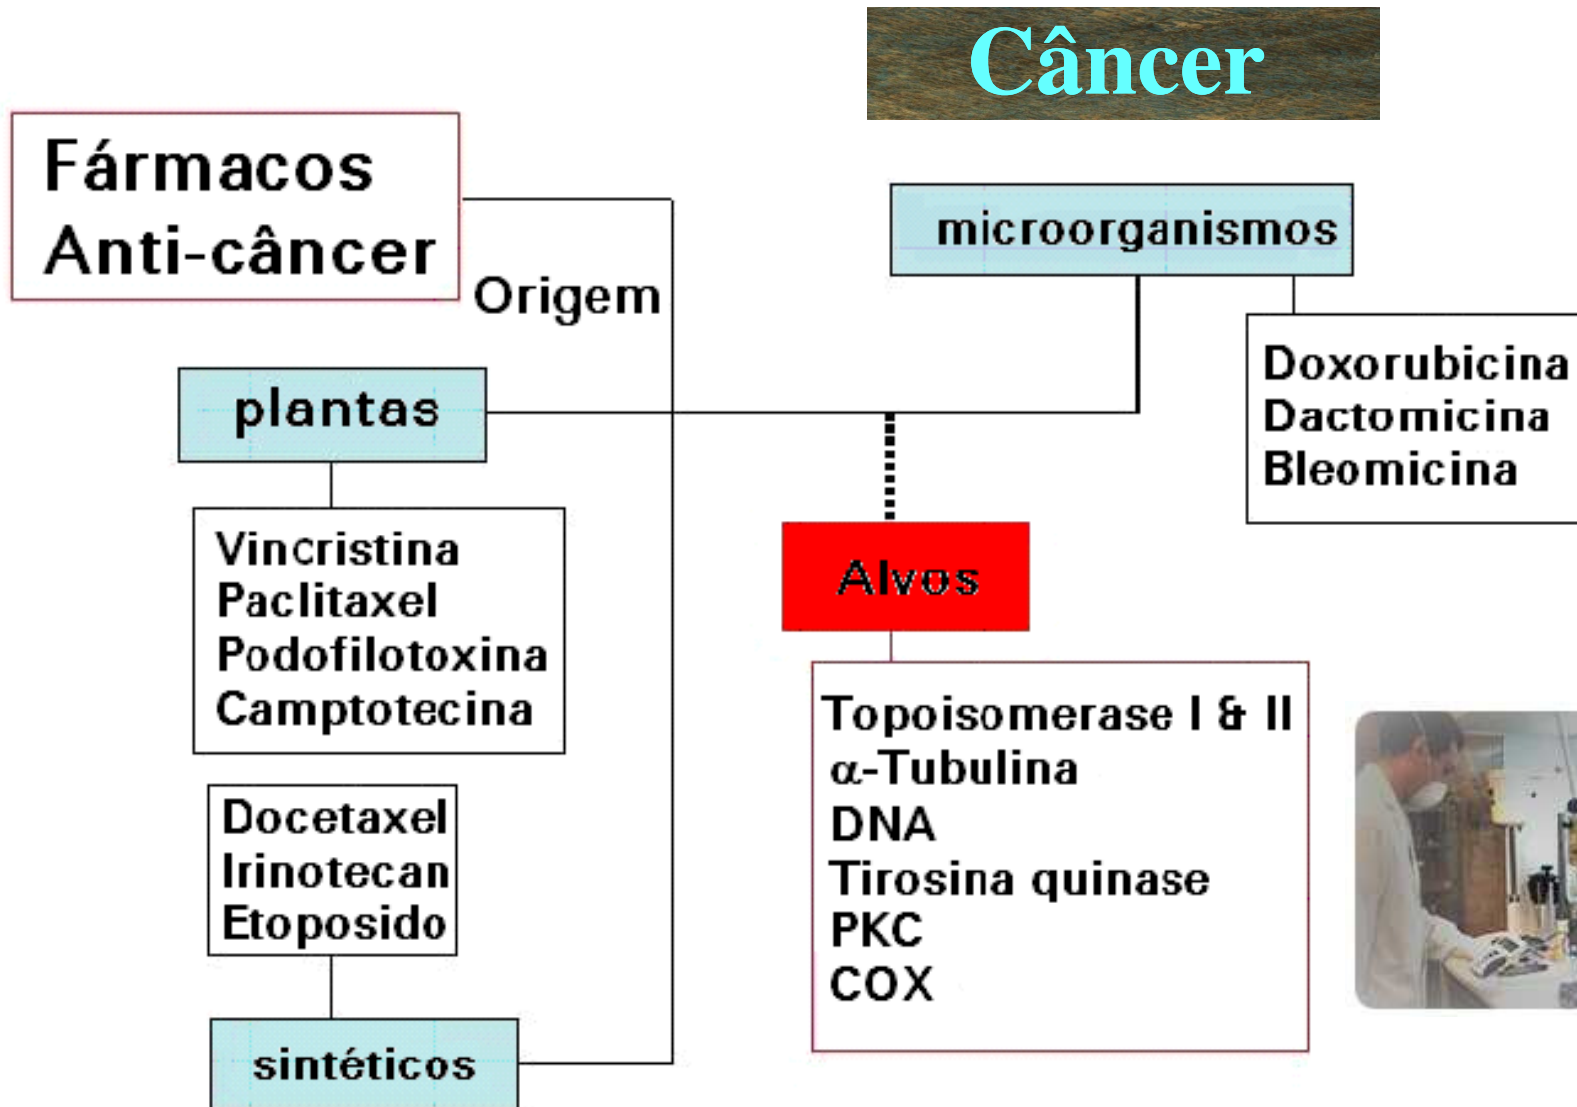 Câncer
Fármacos
Anti-câncer
Origem
microorganismos
Doxorubicina
Dactomicina
Bleomicina
plantas
Vincristina
Paclitaxel
Podofilotoxina
Camptotecina
Alvos
Topoisomerase I & II
α-Tubulina
DNA
Tirosina quinase
PKC
COX
Docetaxel
Irinotecan
Etoposido
sintéticos